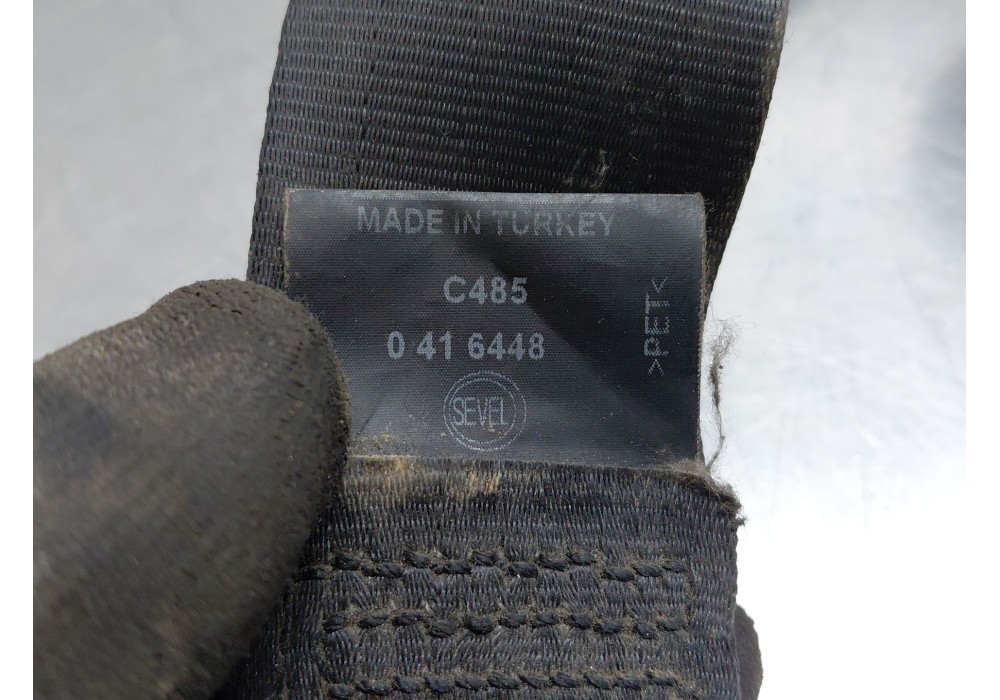 MADE IN TURKEY
C485
0 41 6448
SEVEL
>PET<